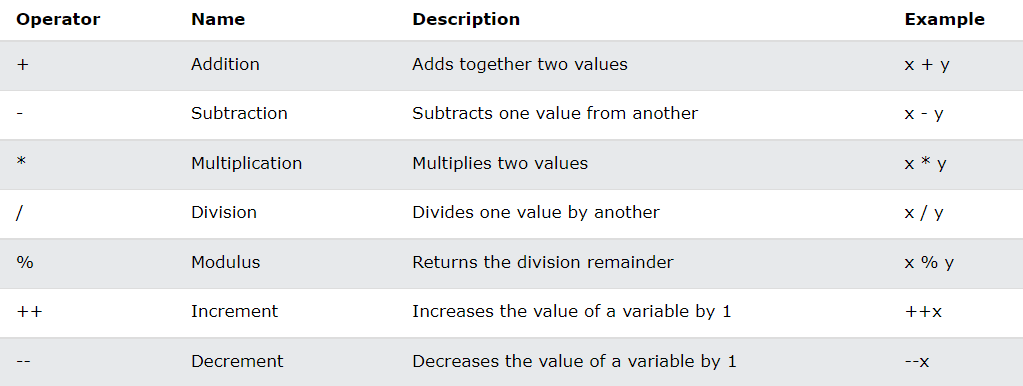 Operator Name Description Example
+ Addition Adds together two values x + y
- Subtraction Subtracts one value from another x - y
* Multiplication Multiplies two values x * y
/ Division Divides one value by another x / y
% Modulus Returns the division remainder x % y
++ Increment Increases the value of a variable by 1 ++x
-- Decrement Decreases the value of a variable by 1 --x